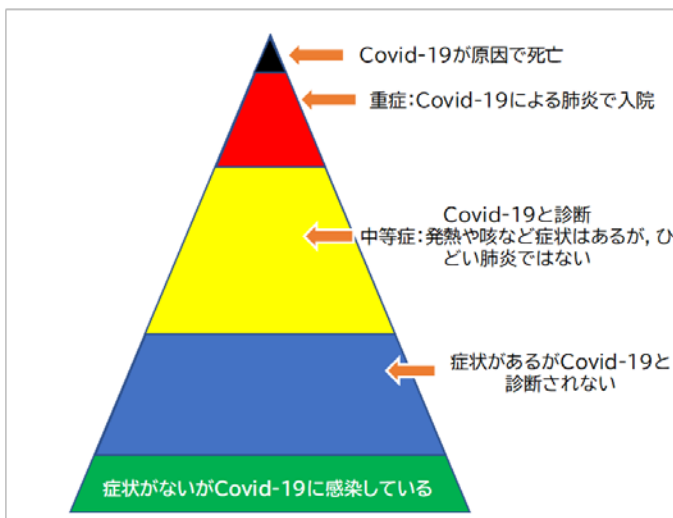 Covid-19が原因で死亡
重症:Covid-19による肺炎で入院
Covid-19と診断
中等症:発熱や咳など症状はあるが, ひ
どい肺炎ではない
症状があるがCovid-19と
診断されない
症状がないがCovid-19に感染している